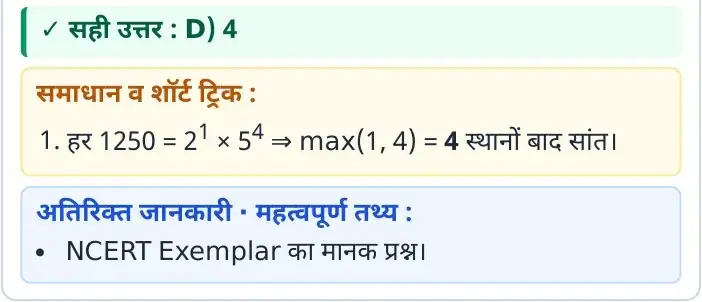 ✓ सही उत्तर : D) 4
समाधान व शॉर्ट ट्रिक :
1. हर 1250 = 2¹ × 5⁴ ⇒ max(1, 4) = 4 स्थानों बाद सांत।
अतिरिक्त जानकारी · महत्वपूर्ण तथ्य :
• NCERT Exemplar का मानक प्रश्न।